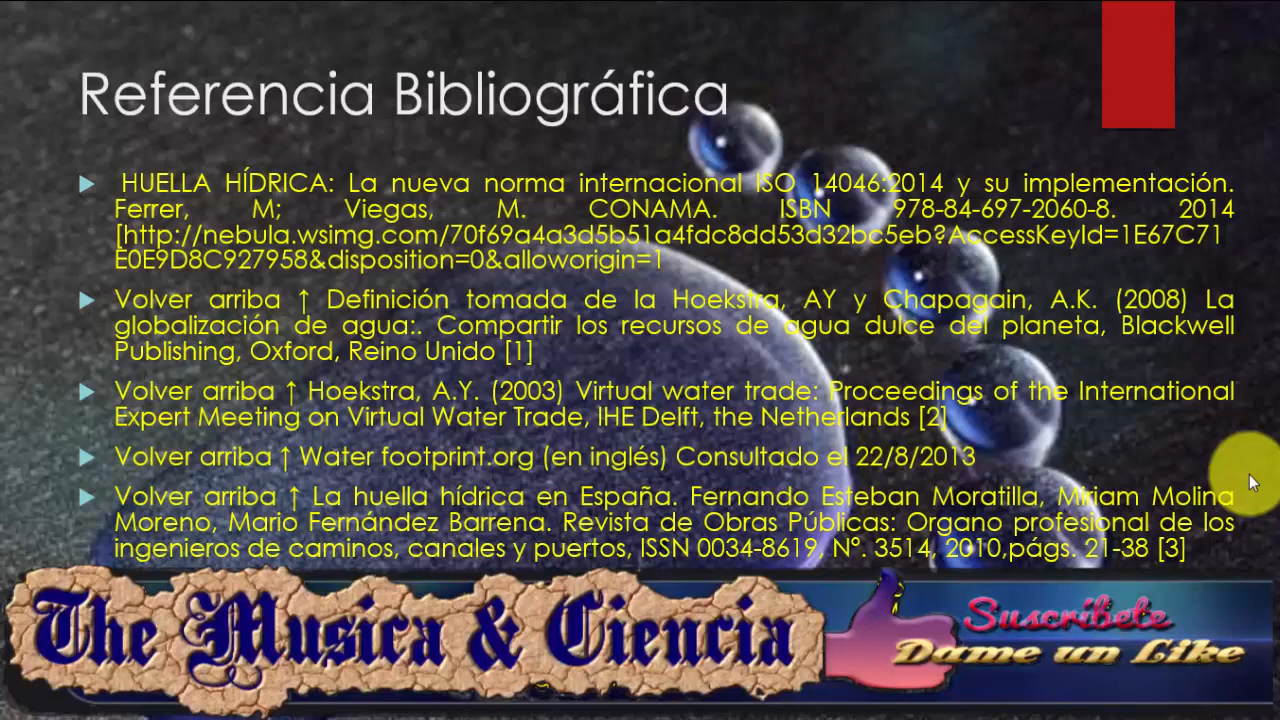 Referencia Bibliográfica
HUELLA HÍDRICA: La nueva norma internacional ISO 14046:2014 y su implementación.
Ferrer, M; Viegas, M. CONAMA. ISBN 978-84-697-2060-8. 2014
[http://nebula.wsimg.com/70f69a4a3d5b51a4fdc8dd53d32bc5eb?AccessKeyId=1E67C71
E0E9D8C927958&disposition=0&alloworigin=1
Volver arriba ↑ Definición tomada de la Hoekstra, AY y Chapagain, A.K. (2008) La
globalización de agua:. Compartir los recursos de agua dulce del planeta, Blackwell
Publishing, Oxford, Reino Unido [1]
Volver arriba ↑ Hoekstra, A.Y. (2003) Virtual water trade: Proceedings of the International
Expert Meeting on Virtual Water Trade, IHE Delft, the Netherlands [2]
Volver arriba ↑ Water footprint.org (en inglés) Consultado el 22/8/2013
Volver arriba ↑ La huella hídrica en España. Fernando Esteban Moratilla, Miriam Molina
Moreno, Mario Fernández Barrena. Revista de Obras Públicas: Organo profesional de los
ingenieros de caminos, canales y puertos, ISSN 0034-8619, Nº. 3514, 2010,págs. 21-38 [3]
The Musica & Ciencia
Suscribete
Dame un Like